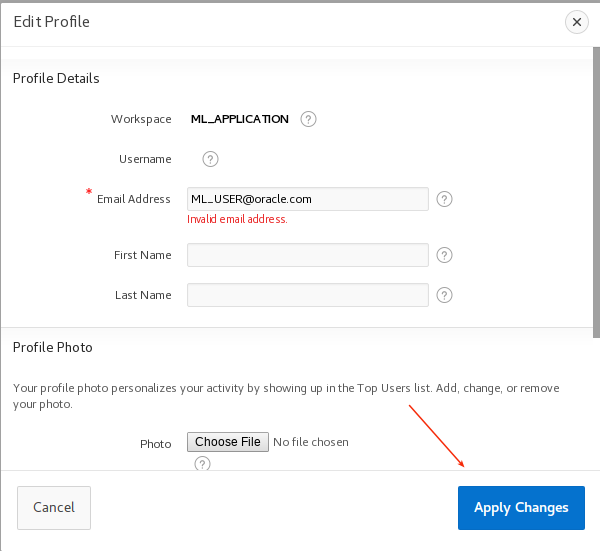 Edit Profile
Profile Details
Workspace ML_APPLICATION ?
Username ?
* Email Address ML_USER@oracle.com ?
Invalid email address.
First Name ?
Last Name ?
Profile Photo
Your profile photo personalizes your activity by showing up in the Top Users list. Add, change, or remove
your photo.
Photo Choose File No file chosen
?
Cancel Apply Changes